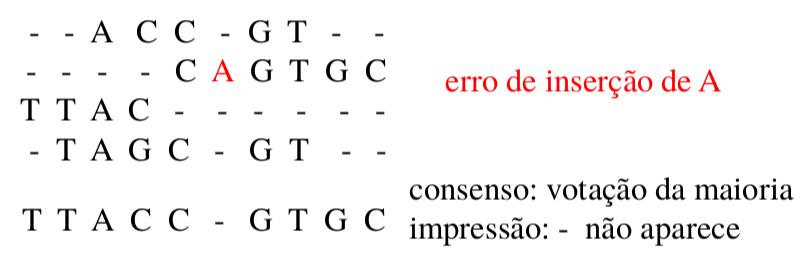 - - A C C - G T - -
- - - - C A G T G C
erro de inserção de A
T T A C - - - - - -
- T A G C - G T - -
T T A C C - G T G C
consenso: votação da maioria
impressão: - não aparece